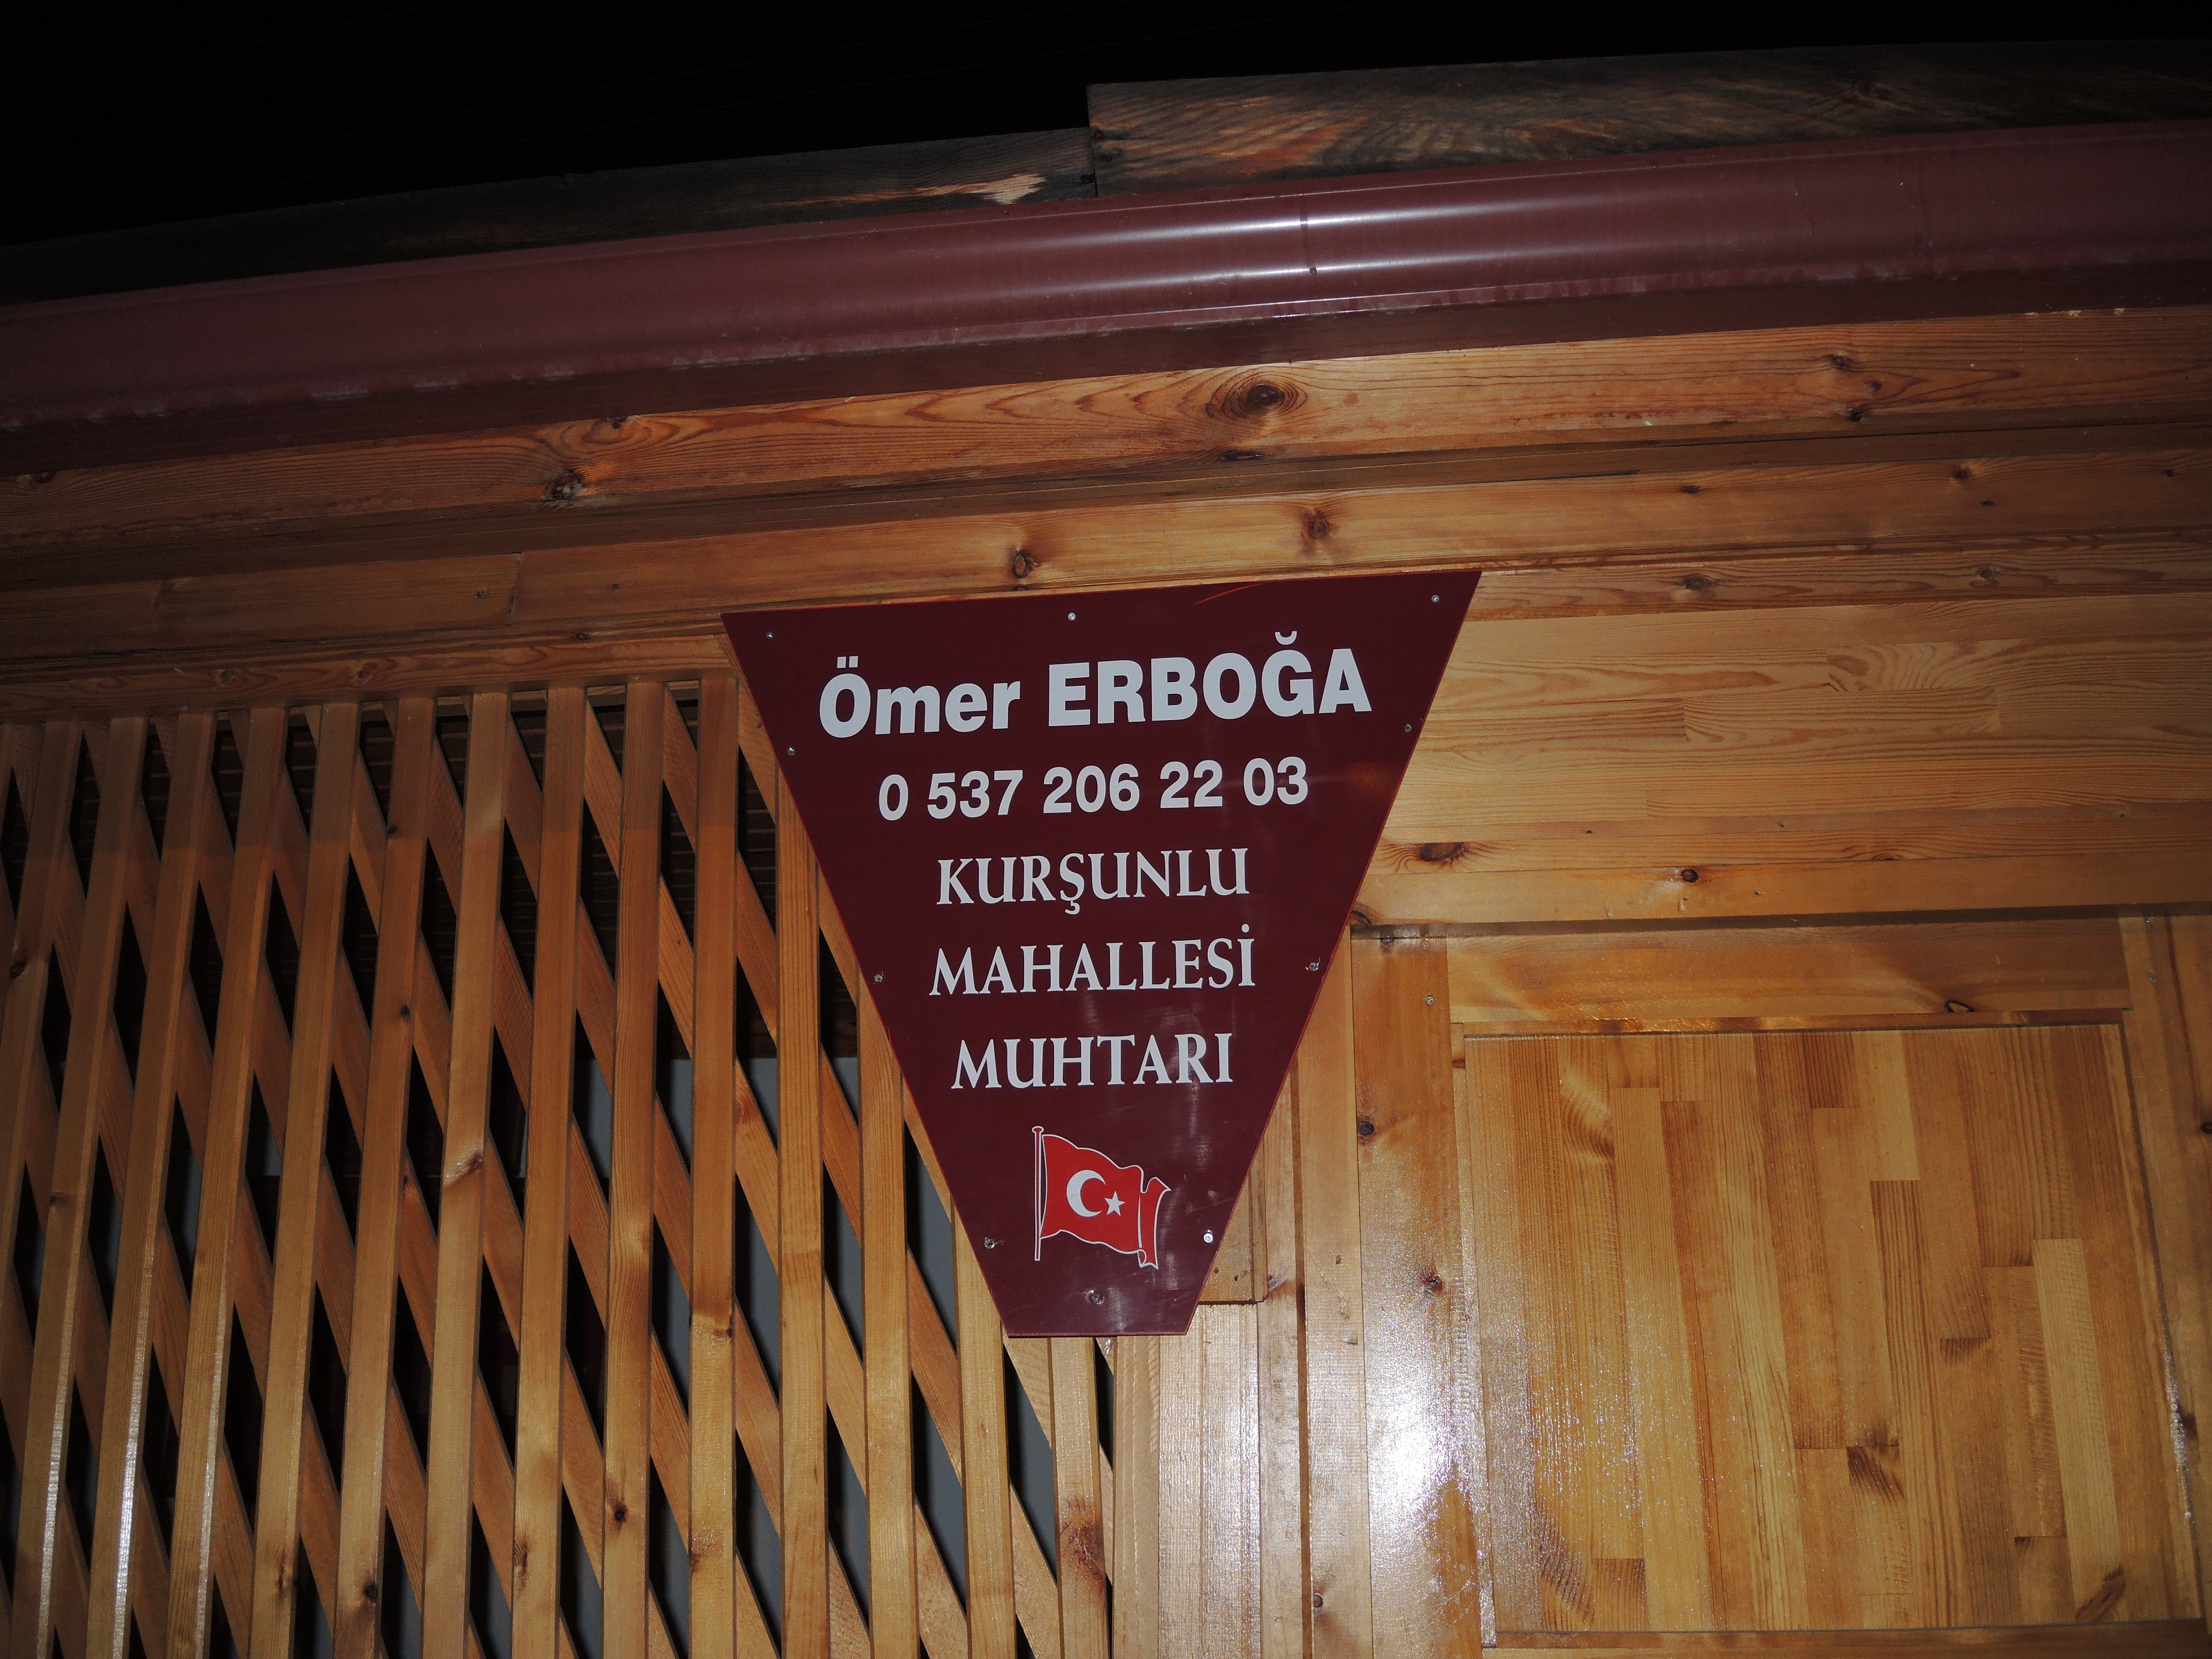 Ömer ERBOĞA
0 537 206 22 03
KURŞUNLU
MAHALLESİ
MUHTARI